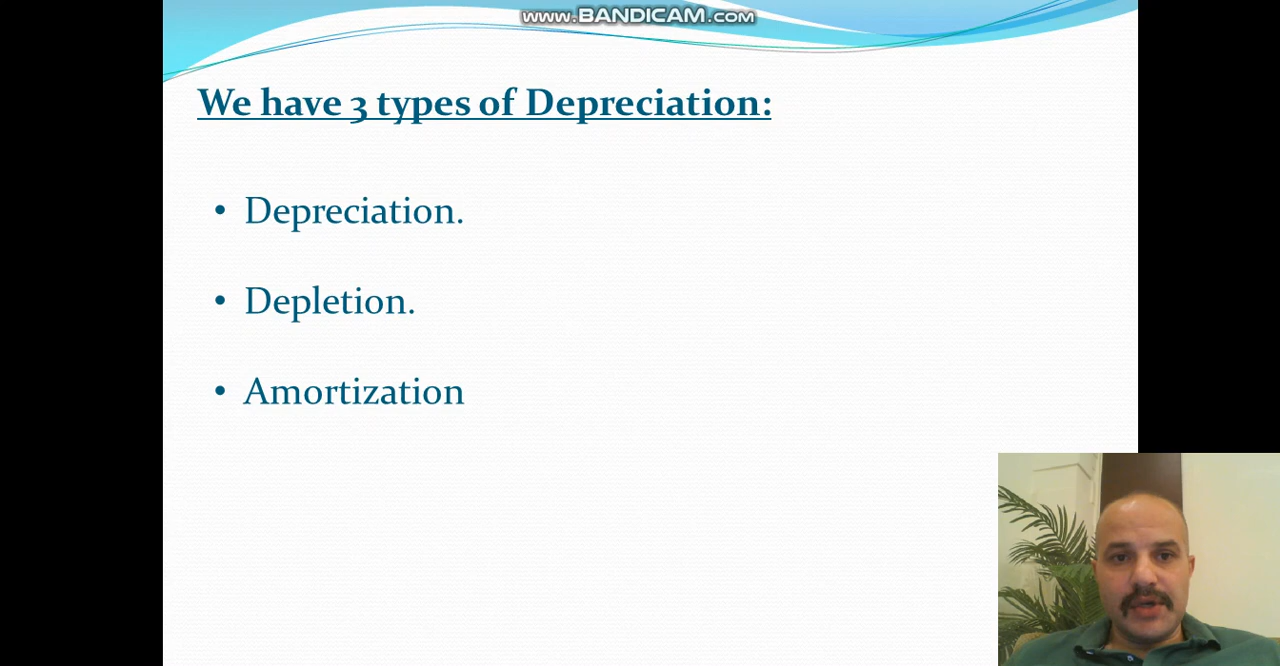 www.BANDICAM.com
We have 3 types of Depreciation:
• Depreciation.
• Depletion.
• Amortization